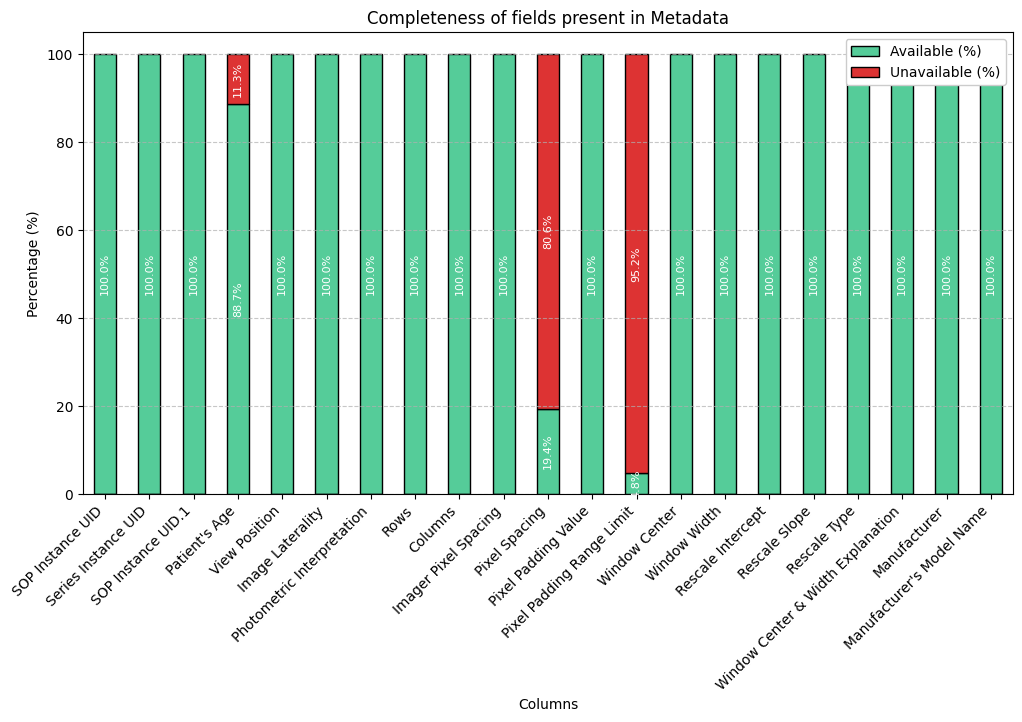 Completeness of fields present in Metadata
Available (%)
Unavailable (%)
Percentage (%)
100
80
60
40
20
0
100.0%
100.0%
100.0%
88.7%
11.3%
100.0%
100.0%
100.0%
100.0%
100.0%
100.0%
19.4%
80.6%
100.0%
95.2%
100.0%
100.0%
100.0%
100.0%
100.0%
100.0%
100.0%
100.0%
SOP Instance UID
Series Instance UID
SOP Instance UID.1
Patient's Age
View Position
Image Laterality
Photometric Interpretation
Rows
Columns
Imager Pixel Spacing
Pixel Spacing
Pixel Padding Value
Pixel Padding Range Limit
Window Center
Window Width
Rescale Intercept
Rescale Slope
Rescale Type
Window Center & Width Explanation
Manufacturer
Manufacturer's Model Name
Columns